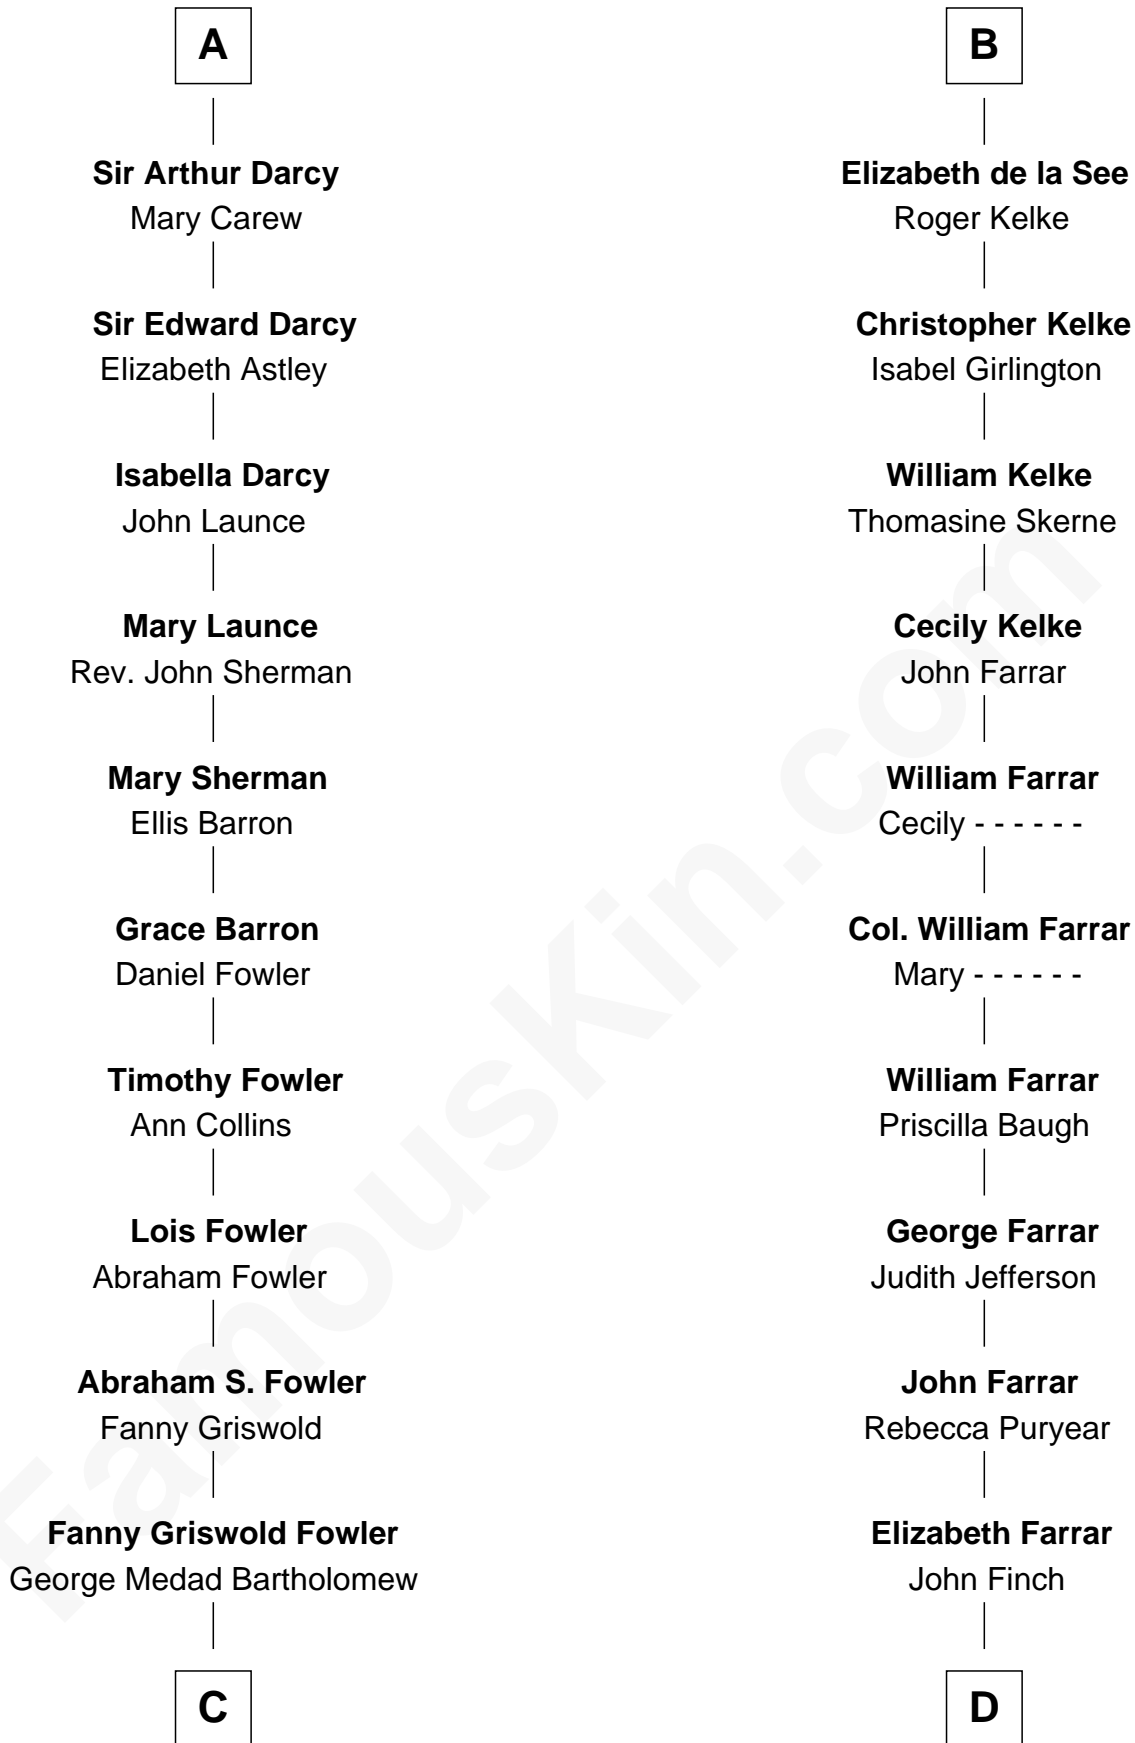 A
Sir Arthur Darcy
Mary Carew
Sir Edward Darcy
Elizabeth Astley
Isabella Darcy
John Launce
Mary Launce
Rev. John Sherman
Mary Sherman
Ellis Barron
Grace Barron
Daniel Fowler
Timothy Fowler
Ann Collins
Lois Fowler
Abraham Fowler
Abraham S. Fowler
Fanny Griswold
Fanny Griswold Fowler
George Medad Bartholomew
C
B
Elizabeth de la See
Roger Kelke
Christopher Kelke
Isabel Girlington
William Kelke
Thomasine Skerne
Cecily Kelke
John Farrar
William Farrar
Cecily - - - - - -
Col. William Farrar
Mary - - - - - -
William Farrar
Priscilla Baugh
George Farrar
Judith Jefferson
John Farrar
Rebecca Puryear
Elizabeth Farrar
John Finch
D
FamousKin.com